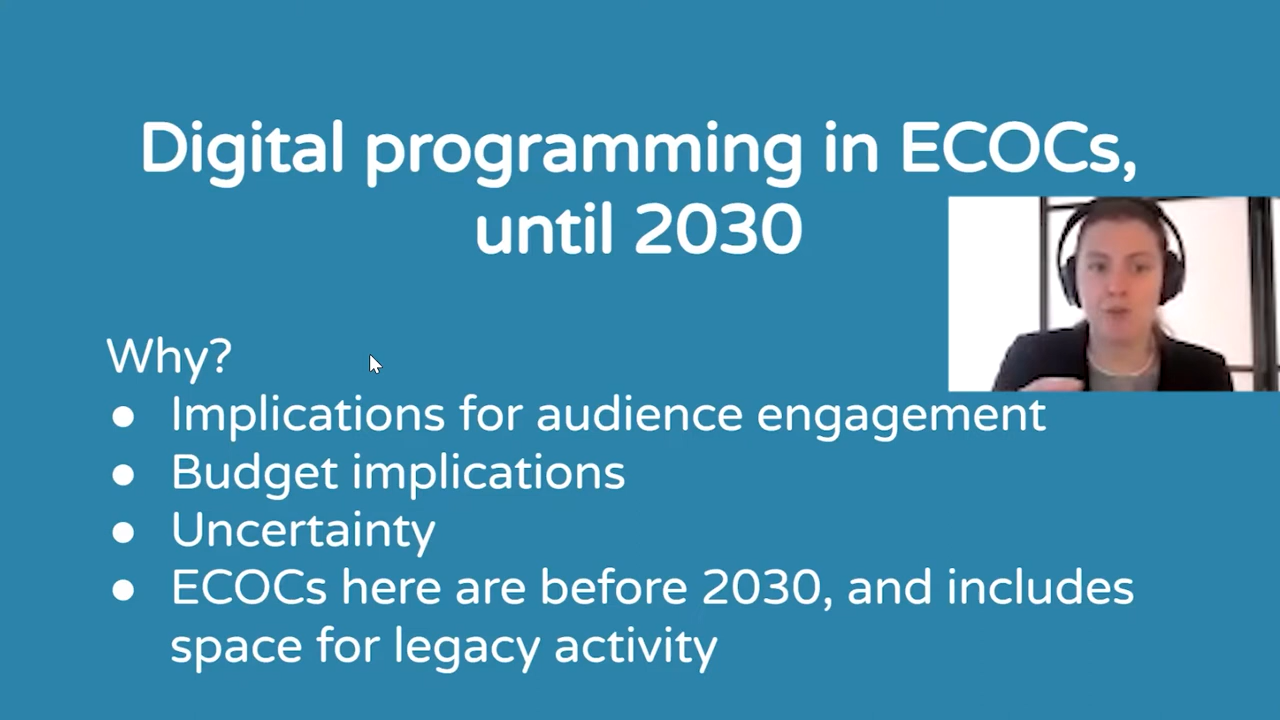 Digital programming in ECOCs,
until 2030
Why?
● Implications for audience engagement
● Budget implications
● Uncertainty
● ECOCs here are before 2030, and includes
space for legacy activity